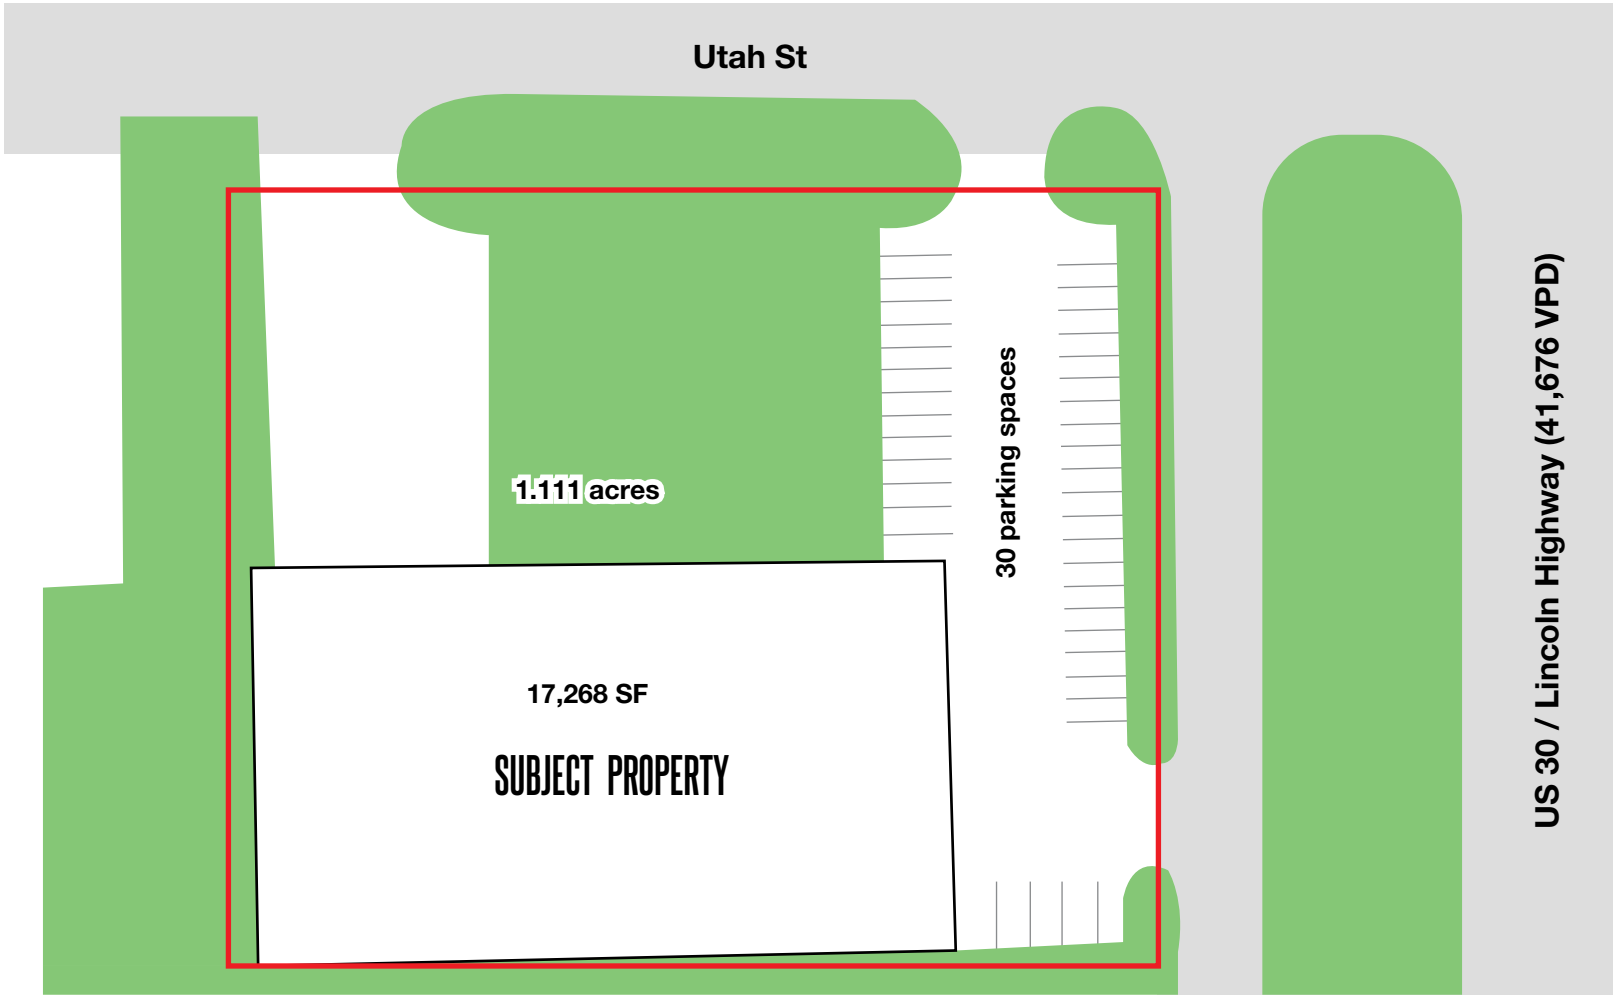 Utah St
1.111 acres
30 parking spaces
US 30 / Lincoln Highway (41,676 VPD)
17,268 SF
SUBJECT PROPERTY